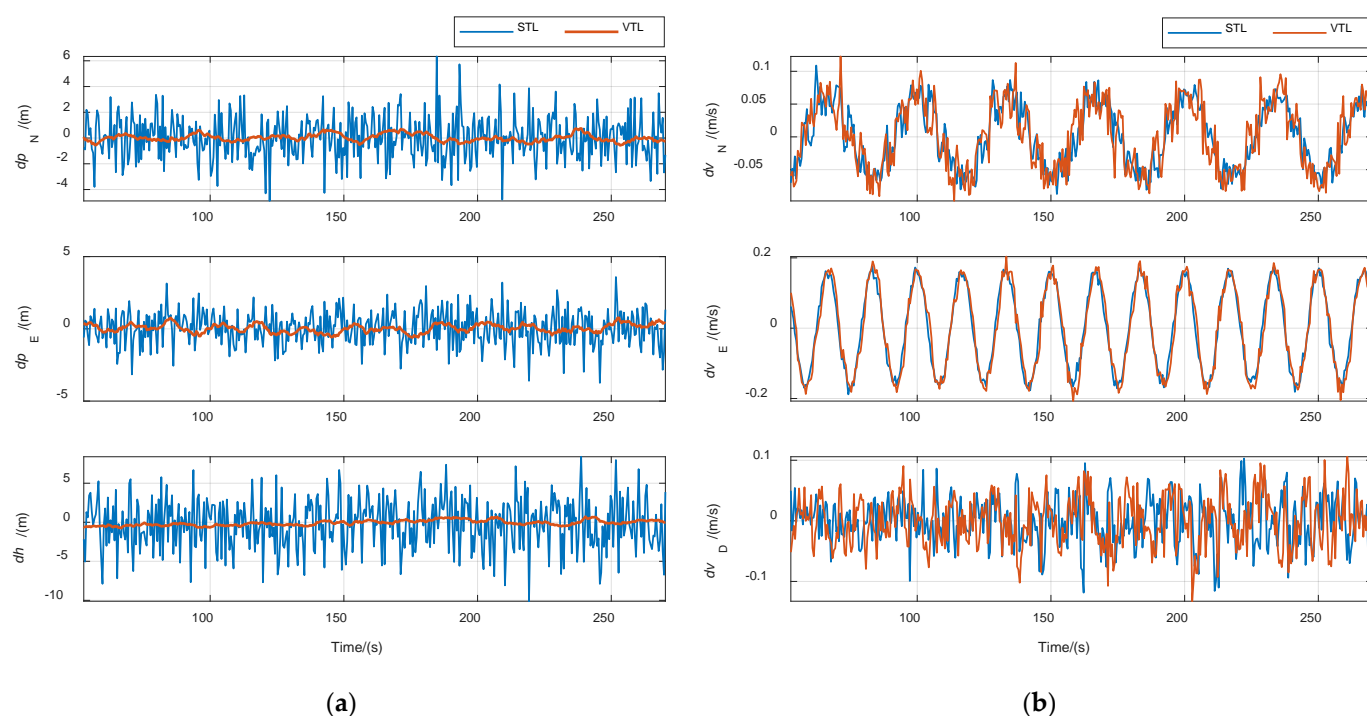 STL VTL
6
4
2
0
-2
-4
dp N /(m)
100 150 200 250
5
0
-5
dp E /(m)
100 150 200 250
5
0
-5
-10
dh /(m)
100 150 200 250
Time/(s)
(a)
STL VTL
0.1
0.05
0
-0.05
dv N /(m/s)
100 150 200 250
0.2
0
-0.2
dv E /(m/s)
100 150 200 250
0.1
0
-0.1
dv D /(m/s)
100 150 200 250
Time/(s)
(b)